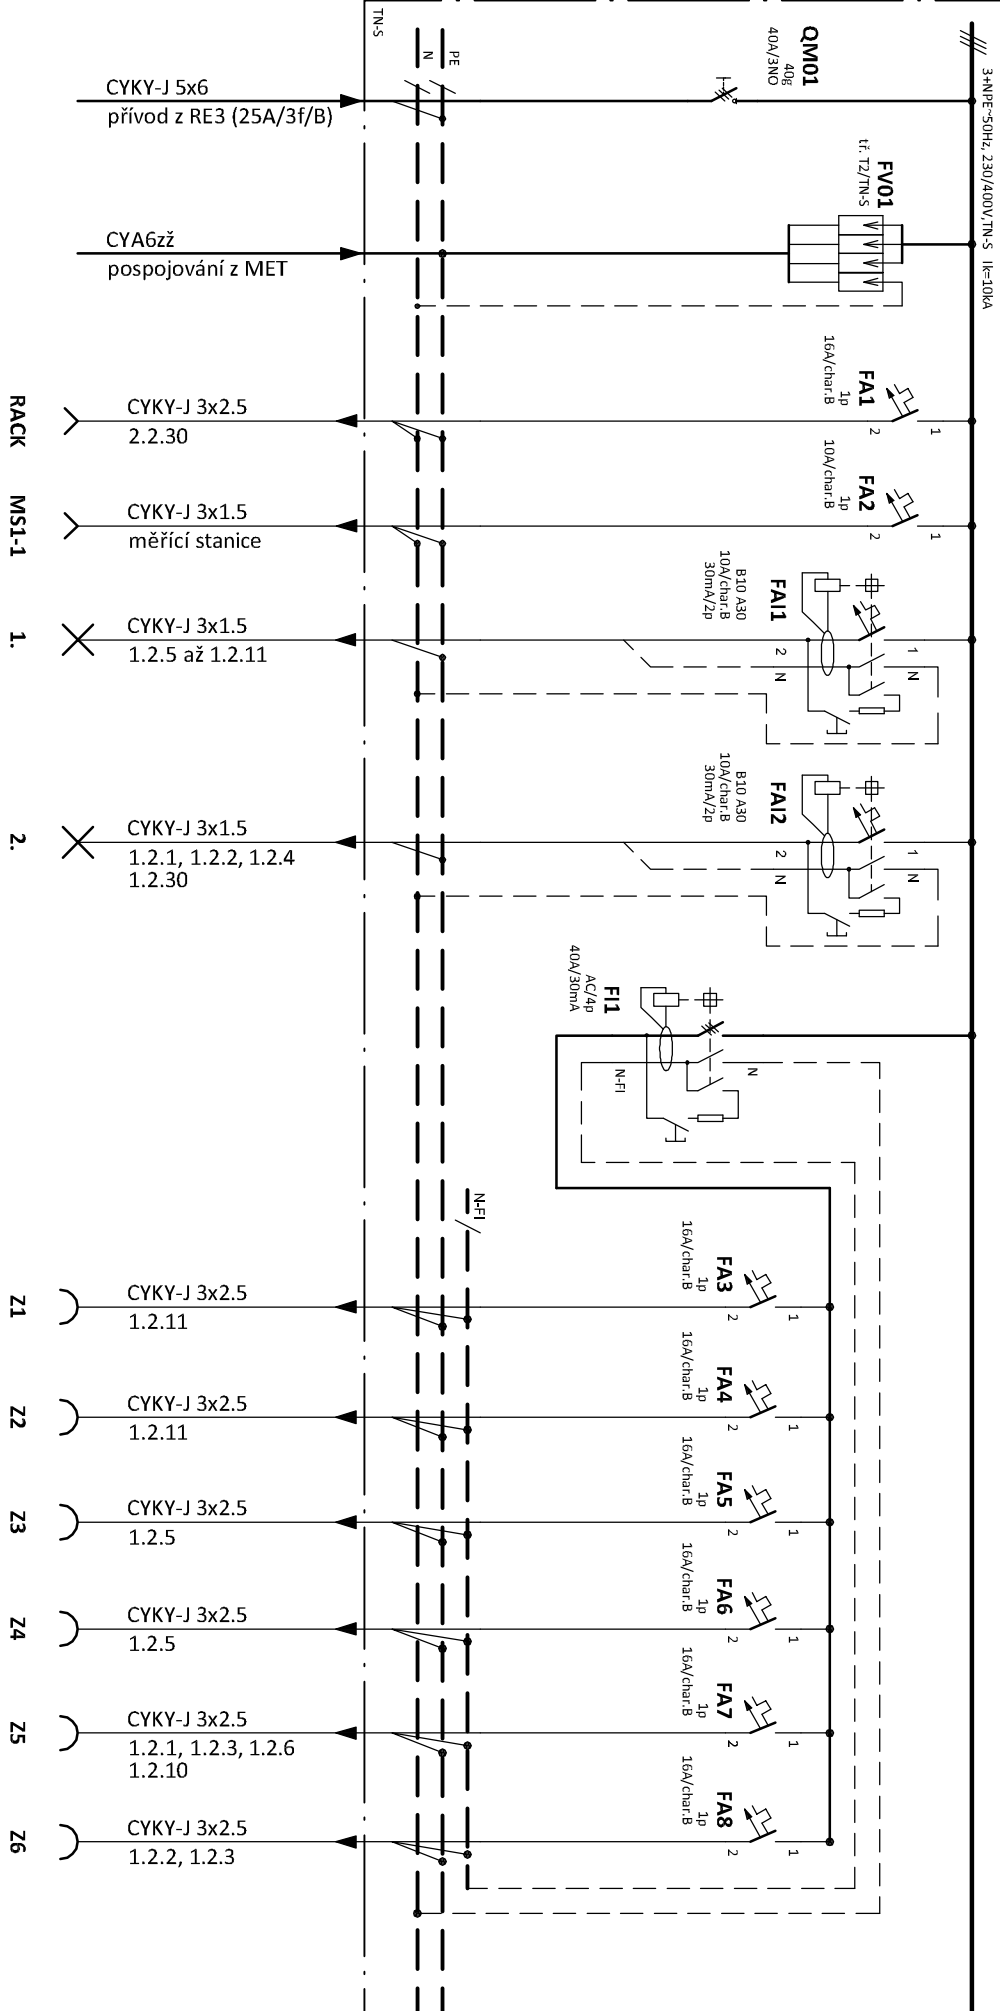 TN-S
3+NPE~50Hz, 230/400V,TN-S Ik=10kA
PE
N
QM01
40g
40A/3NO
CYKY-J 5x6
přívod z RE3 (25A/3f/B)
FV01
tř. T2/TN-S
CYA6zž
pospojování z MET
FA1
1p
16A/char.B
1
2
CYKY-J 3x2.5
2.2.30
RACK
FA2
1p
10A/char.B
1
2
CYKY-J 3x1.5
měřící stanice
MS1-1
FAI1
B10 A30
10A/char.B
30mA/2p
1
N
2
N
CYKY-J 3x1.5
1.2.5 až 1.2.11
1.
FAI2
B10 A30
10A/char.B
30mA/2p
1
N
2
N
CYKY-J 3x1.5
1.2.1, 1.2.2, 1.2.4
1.2.30
2.
FI1
AC/4p
40A/30mA
N
N-FI
N-FI
FA3
1p
16A/char.B
1
2
CYKY-J 3x2.5
1.2.11
Z1
FA4
1p
16A/char.B
1
2
CYKY-J 3x2.5
1.2.11
Z2
FA5
1p
16A/char.B
1
2
CYKY-J 3x2.5
1.2.5
Z3
FA6
1p
16A/char.B
1
2
CYKY-J 3x2.5
1.2.5
Z4
FA7
1p
16A/char.B
1
2
CYKY-J 3x2.5
1.2.1, 1.2.3, 1.2.6
1.2.10
Z5
FA8
1p
16A/char.B
1
2
CYKY-J 3x2.5
1.2.2, 1.2.3
Z6